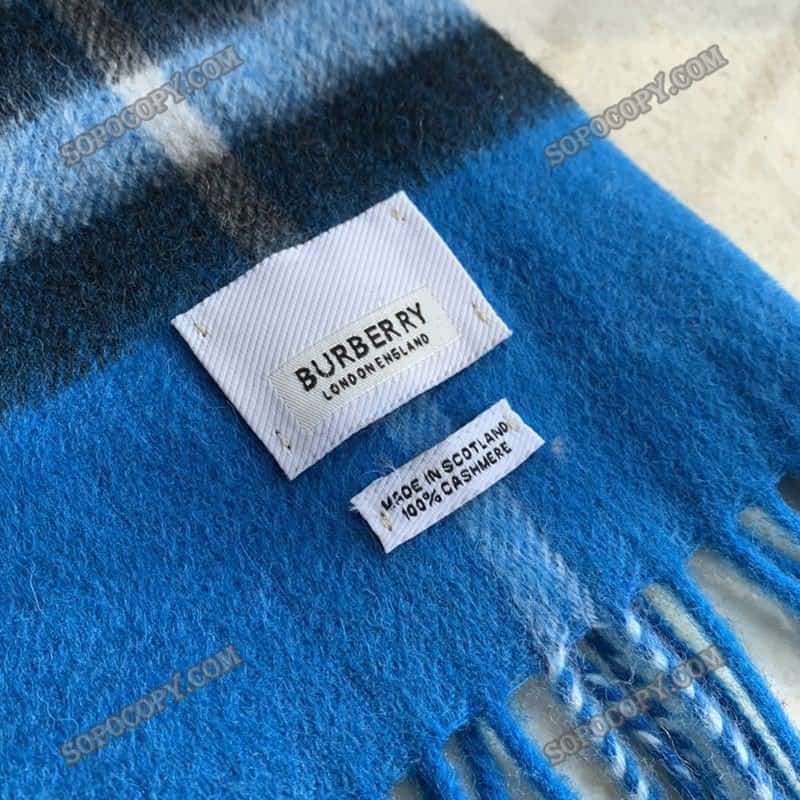 SOPOCOPY.COM
SOPOCOPY.COM
BURBERRY
LONDON ENGLAND
MADE IN SCOTLAND
100% CASHMERE
SOPOCOPY.COM
SOPOCOPY.COM